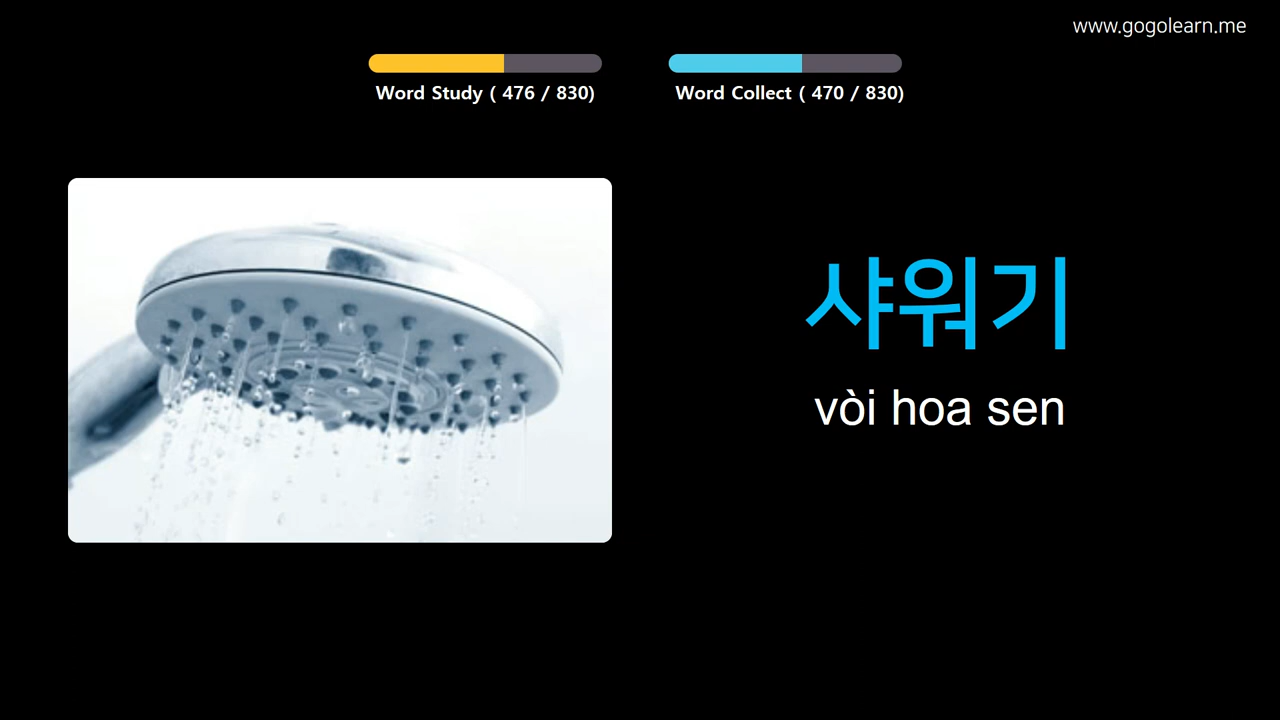 www.gogolearn.me
Word Study ( 476 / 830)
Word Collect ( 470 / 830)
샤워기
vòi hoa sen